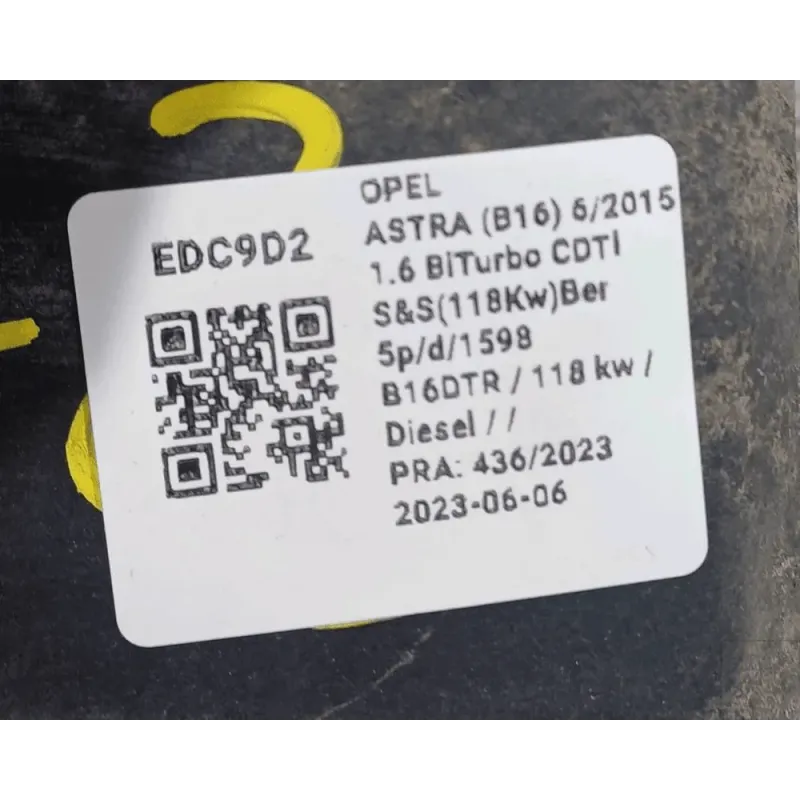 EDC9D2
OPEL
ASTRA (B16) 6/2015
1.6 BiTurbo CDTI
S&S(118Kw)Ber
5p/d/1598
B16DTR / 118 kw /
Diesel / /
PRA: 436/2023
2023-06-06